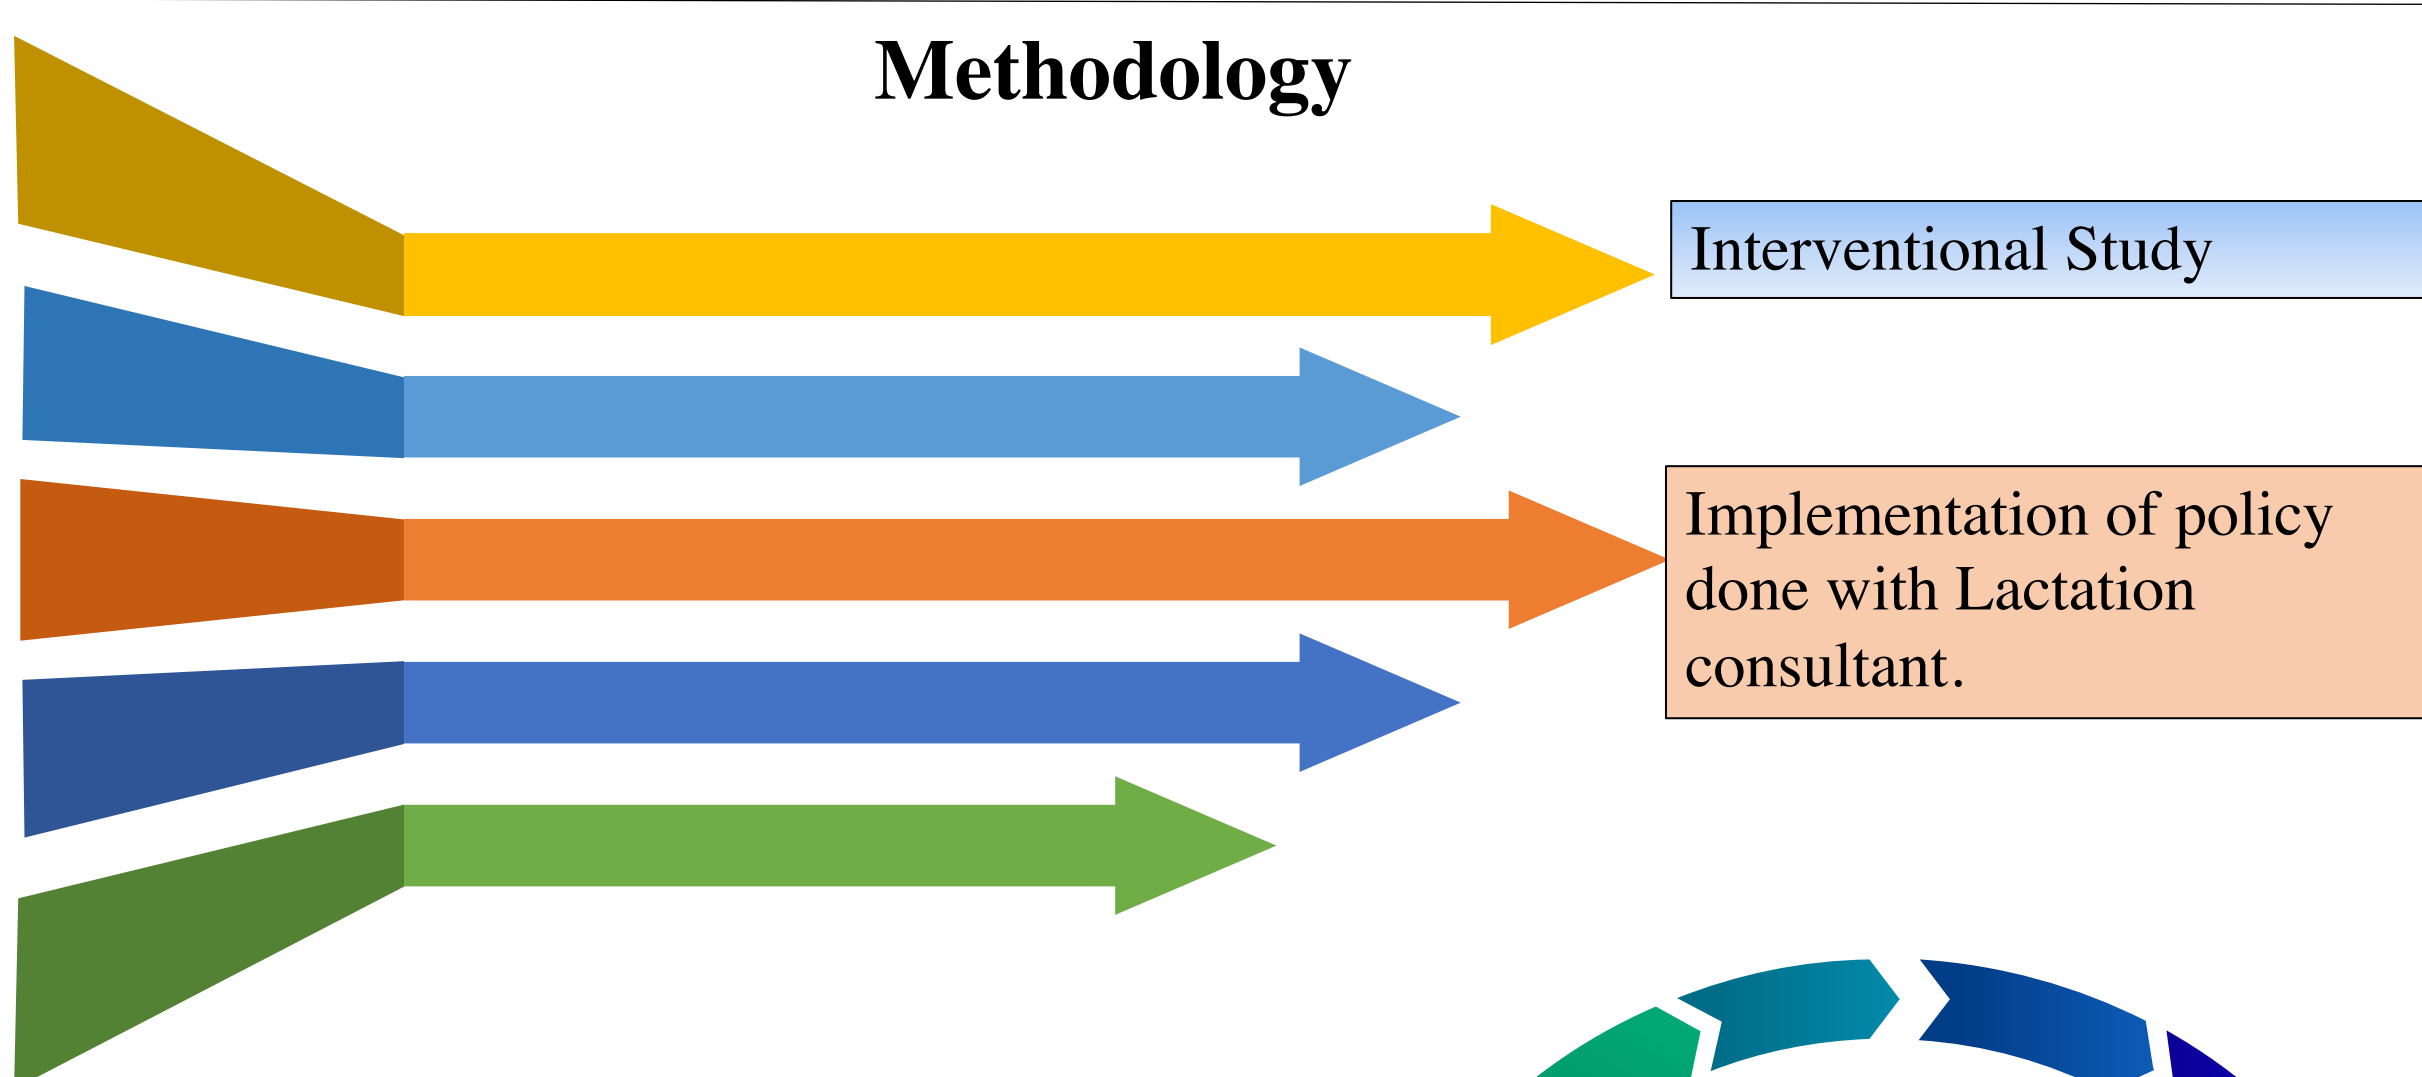 Methodology
Interventional Study
Implementation of policy
done with Lactation
consultant.